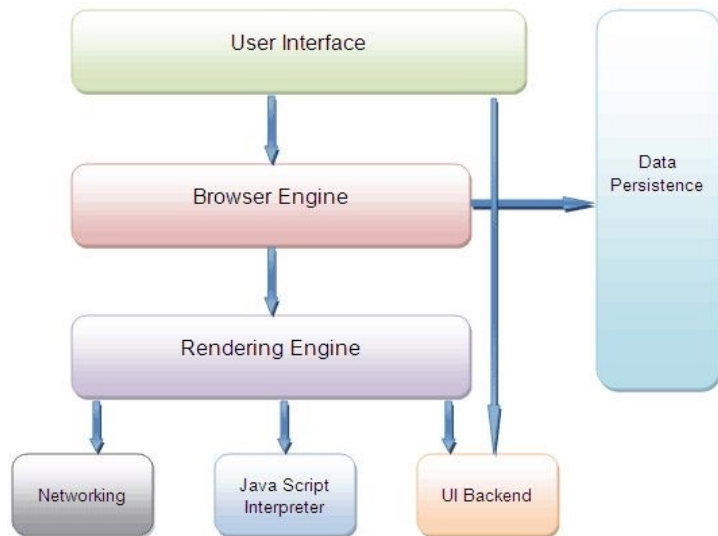 User Interface
Browser Engine
Data
Persistence
Rendering Engine
Networking
Java Script
Interpreter
UI Backend